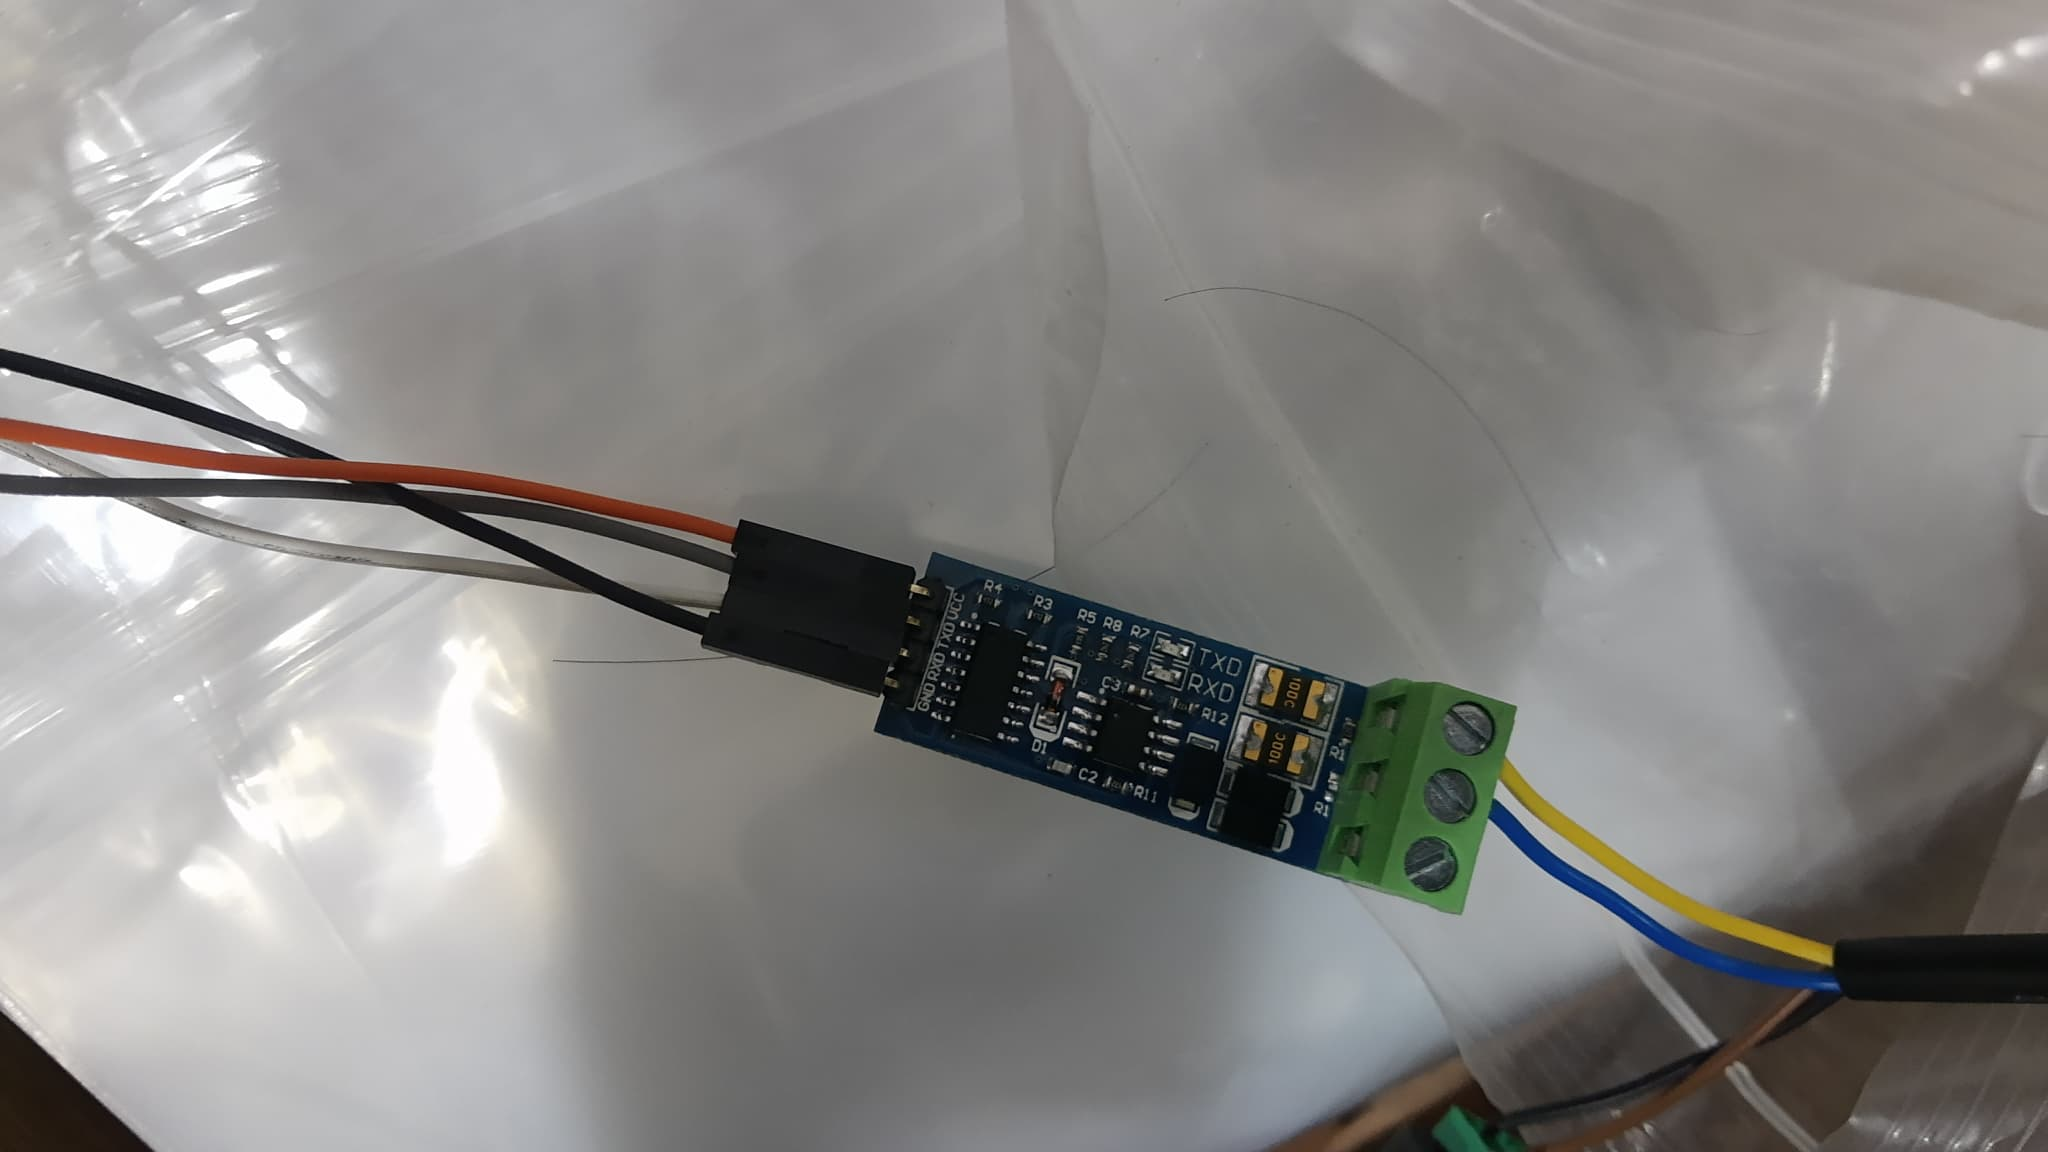 R4
R3
R5 R8 R7
VCC
TXD
RXD
GND
TXD
RXD
C3
R12
D1
C2
R11
100C
100C